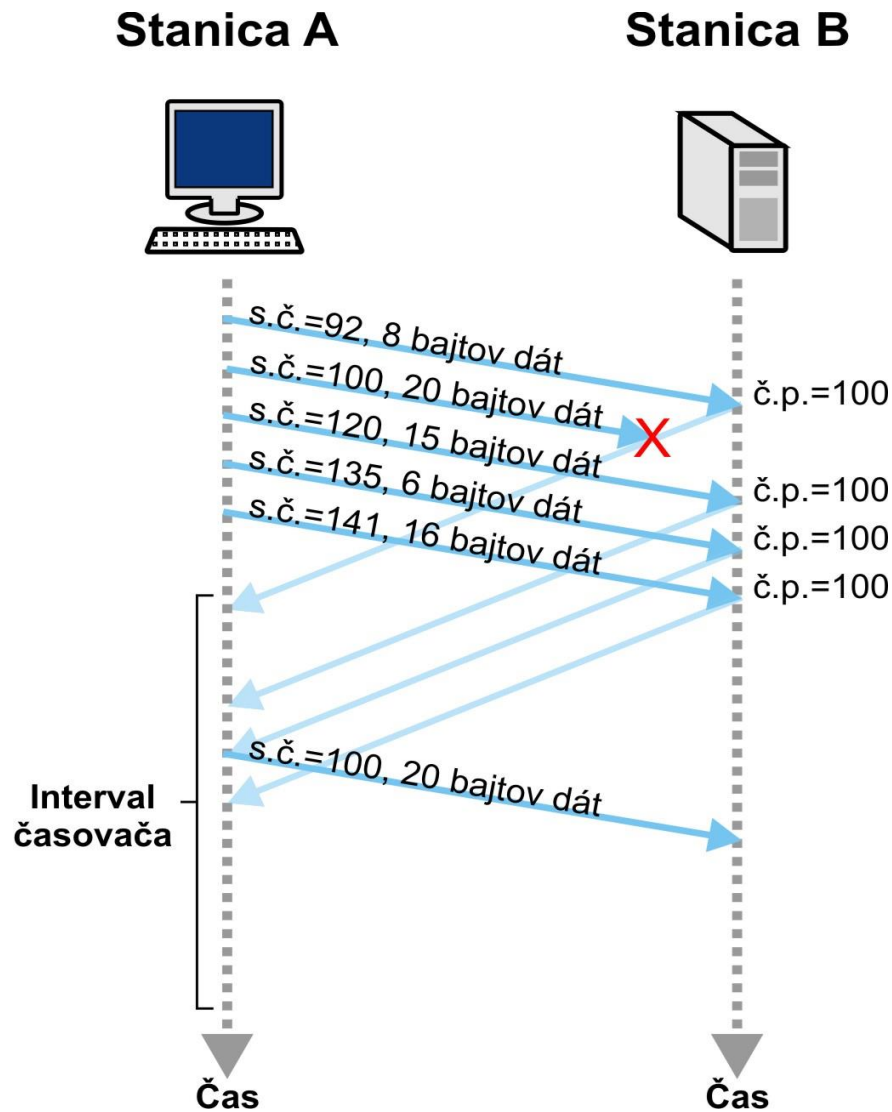 Stanica A
Stanica B
s.č.=92, 8 bajtov dát
s.č.=100, 20 bajtov dát
s.č.=120, 15 bajtov dát
s.č.=135, 6 bajtov dát
s.č.=141, 16 bajtov dát
X
č.p.=100
č.p.=100
č.p.=100
č.p.=100
s.č.=100, 20 bajtov dát
Interval
časovača
Čas
Čas